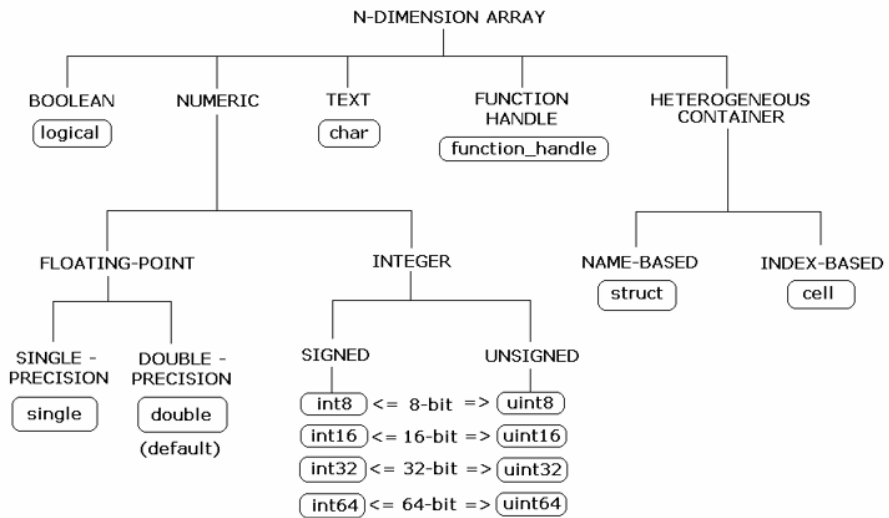 N-DIMENSION ARRAY
BOOLEAN
logical
NUMERIC
TEXT
char
FUNCTION
HANDLE
function_handle
HETEROGENEOUS
CONTAINER
FLOATING-POINT
INTEGER
NAME-BASED
struct
INDEX-BASED
cell
SINGLE -
PRECISION
single
DOUBLE -
PRECISION
double
(default)
SIGNED
UNSIGNED
int8 <= 8-bit => uint8
int16 <= 16-bit => uint16
int32 <= 32-bit => uint32
int64 <= 64-bit => uint64